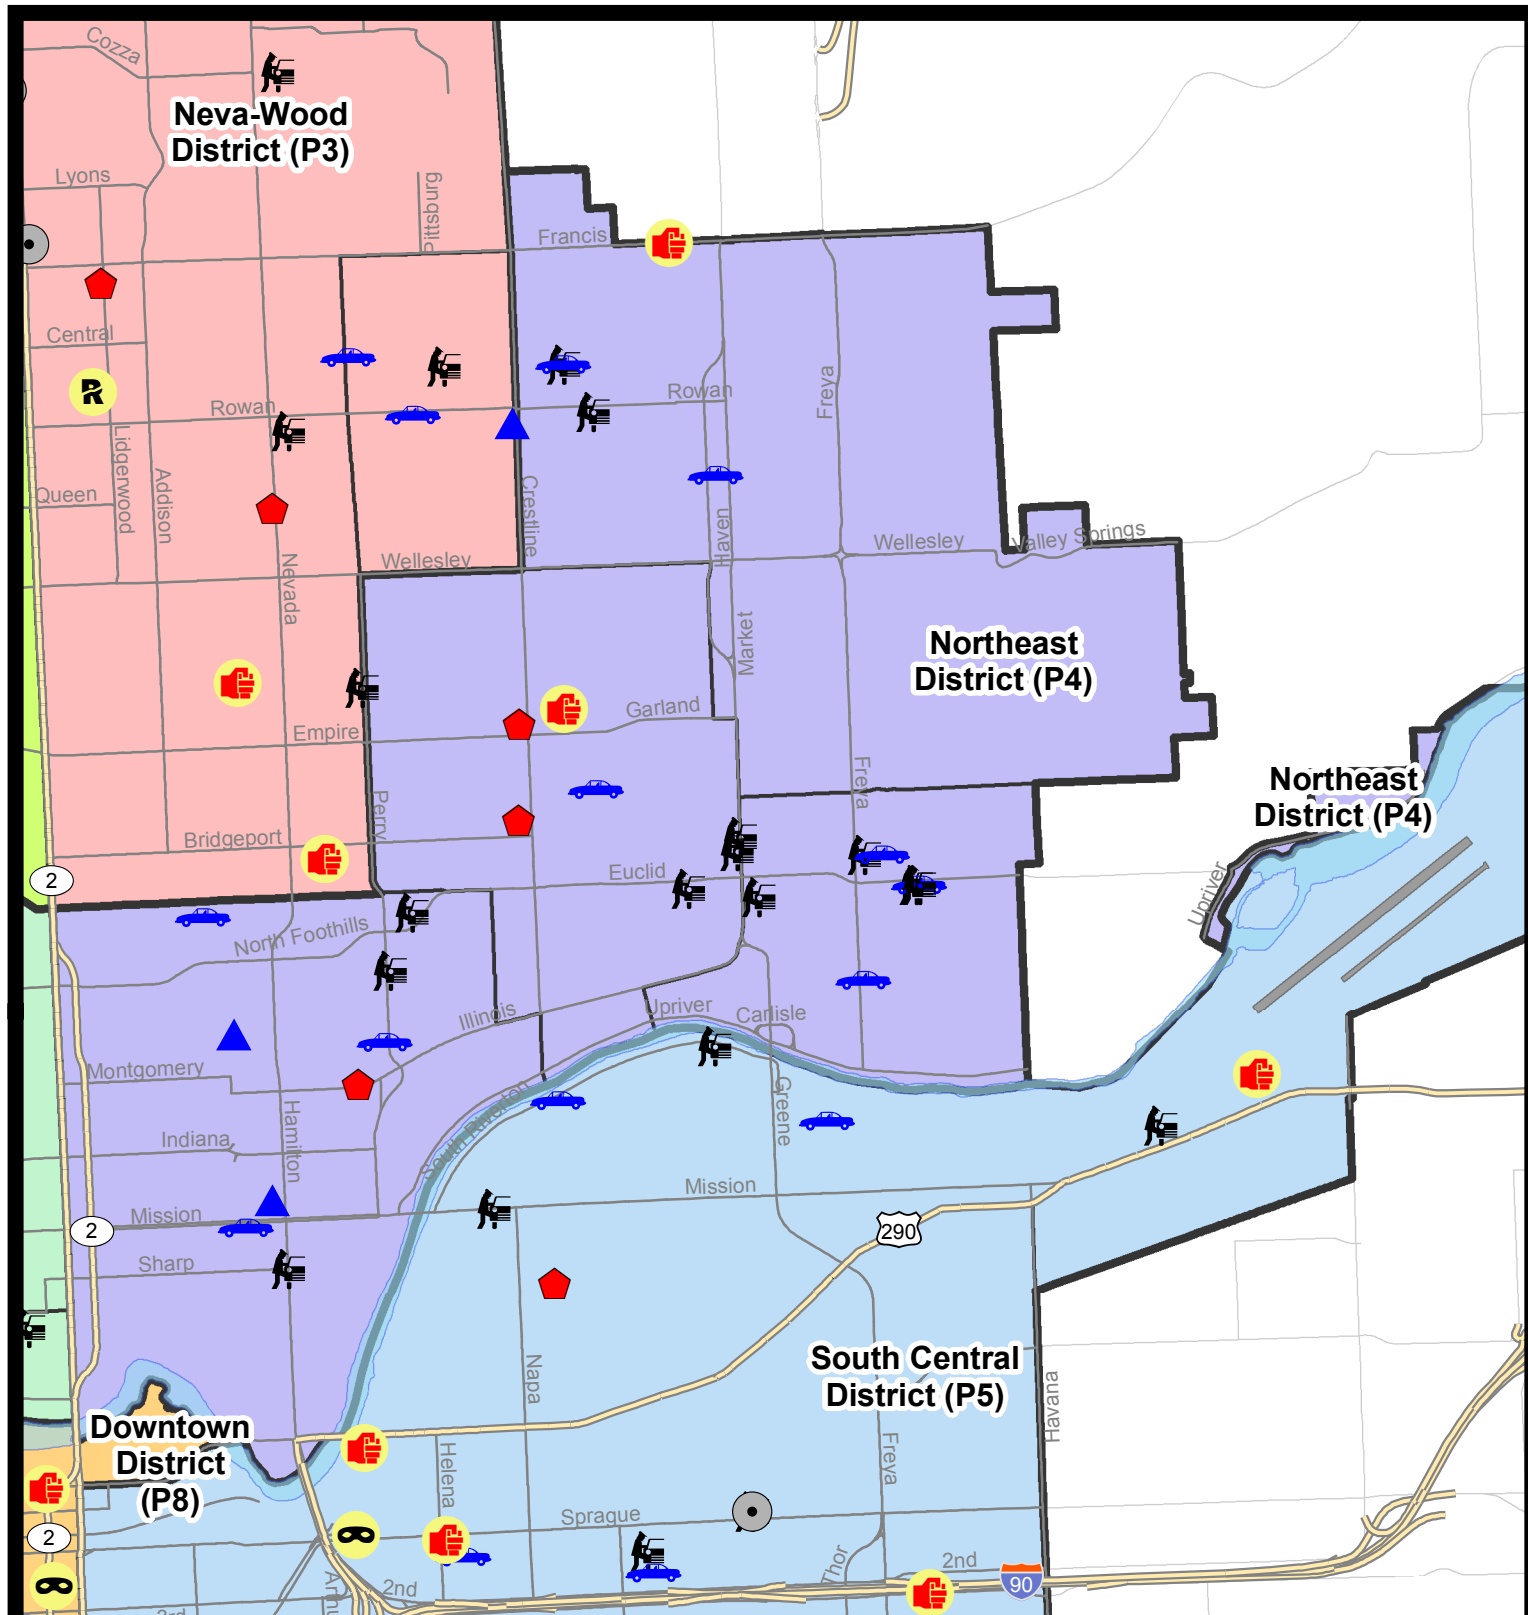 Cozza
Neva-Wood
District (P3)
Lyons
Pittsburg
Francis
Central
Rowan
Rowan
Freya
Lidgerwood
Addison
Queen
Crestline
Haven
Wellesley
Wellesley
Valley Springs
Nevada
Market
Northeast
District (P4)
Garland
Empire
Freya
Perry
Northeast
District (P4)
Bridgeport
Euclid
2
Upriver
North Foothills
Illinois
Upriver
Carlisle
Montgomery
Greene
Hamilton
South Riverton
Indiana
Mission
Mission
2
290
Sharp
South Central
District (P5)
Napa
Havana
Downtown
District
(P8)
Helena
Freya
Sprague
2
Thor
2nd
2nd
90
3rd